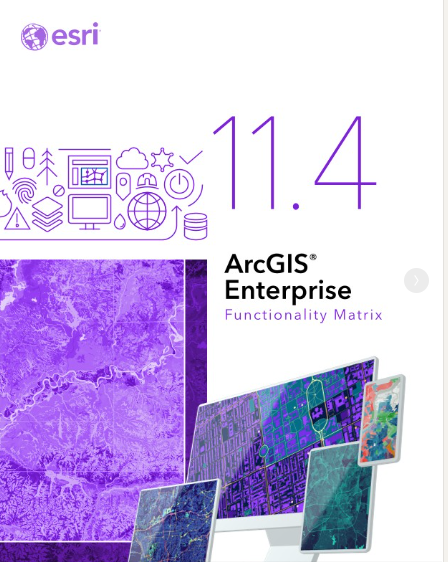 esri
11.4
ArcGIS®
Enterprise
Functionality Matrix